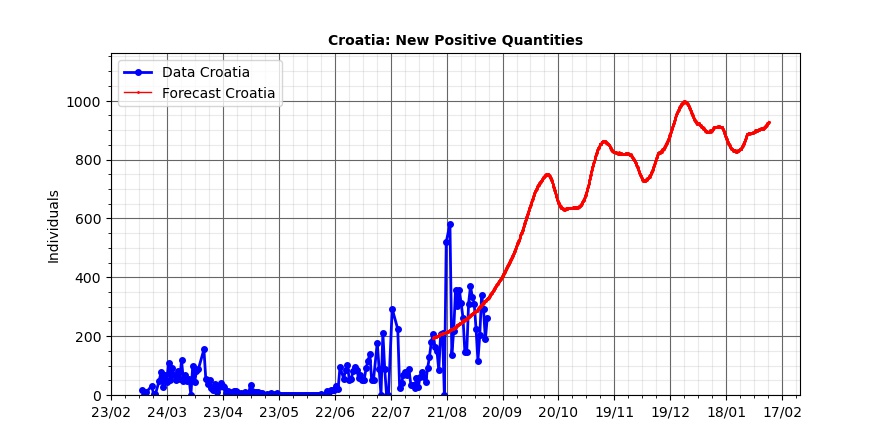 Croatia: New Positive Quantities
Data Croatia
Forecast Croatia
Individuals
1000
800
600
400
200
0
23/02 24/03 23/04 23/05 22/06 22/07 21/08 20/09 20/10 19/11 19/12 18/01 17/02